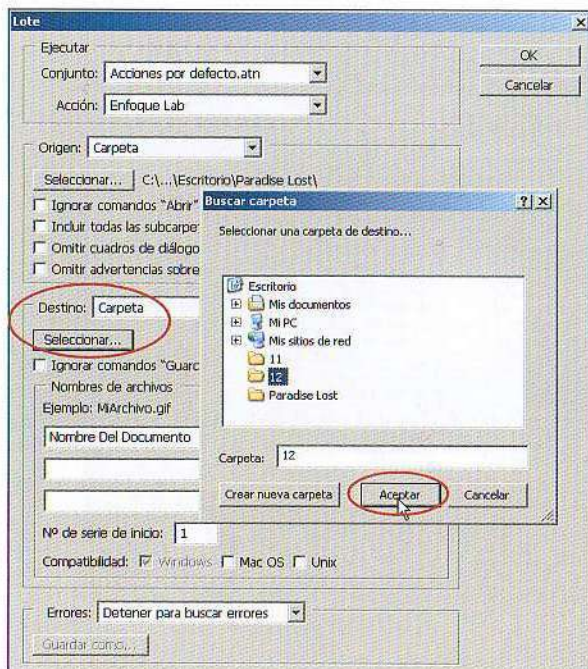 Lote
Ejecutar
Conjunto: Acciones por defecto.atn
Acción: Enfoque Lab
OK
Cancelar
Origen: Carpeta
Seleccionar... C:\...\Escritorio\Paradise Lost\
Ignorar comandos "Abrir"
Incluir todas las subcarpe
Omitir cuadros de diálogo
Omitir advertencias sobre
Destino: Carpeta
Seleccionar...
Ignorar comandos "Guarc
Nombres de archivos
Ejemplo: MiArchivo.gif
Nombre Del Documento
Nº de serie de inicio: 1
Compatibilidad: Windows Mac OS Unix
Errores: Detener para buscar errores
Guardar como...
Buscar carpeta
Seleccionar una carpeta de destino...
Escritorio
Mis documentos
Mi PC
Mis sitios de red
11
12
Paradise Lost
Carpeta: 12
Crear nueva carpeta Aceptar Cancelar